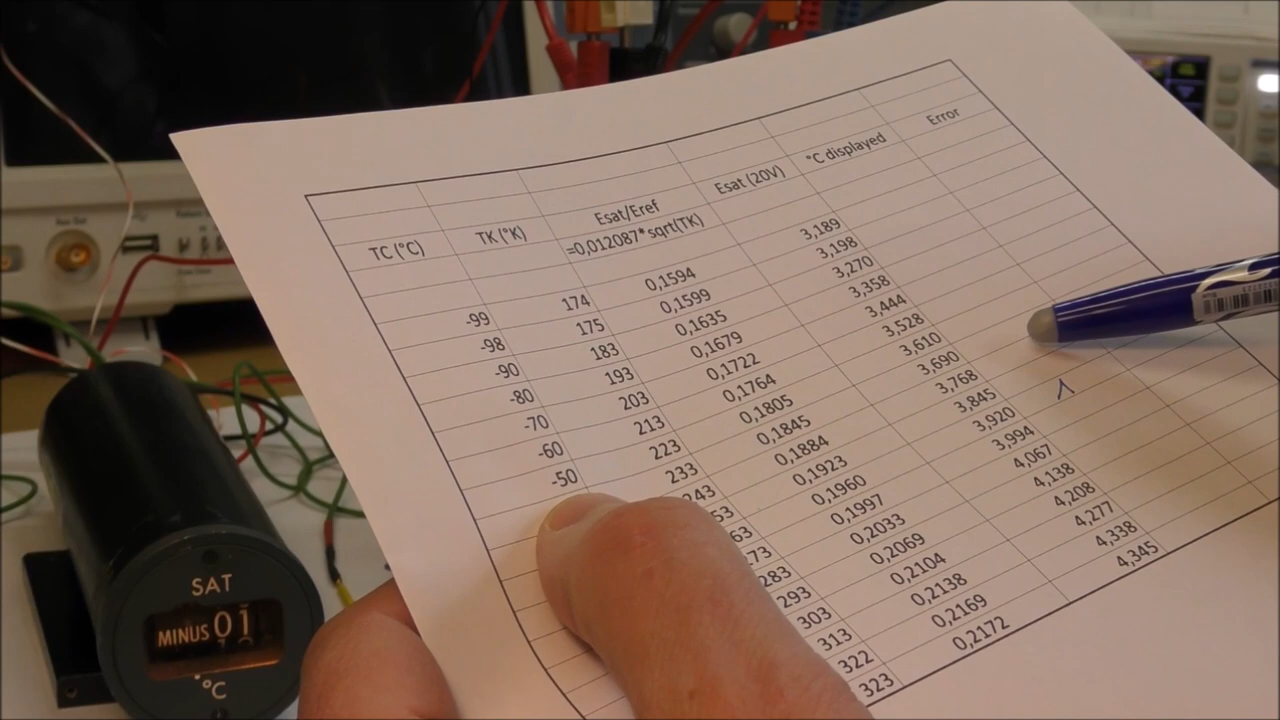 TC (°C) TK (°K) Esat/Eref Esat (20V) °C displayed Error
=0,012087*sqrt(TK)
-99 174 0,1594 3,189
-98 175 0,1599 3,198
-90 183 0,1635 3,270
-80 193 0,1679 3,358
-70 203 0,1722 3,444
-60 213 0,1764 3,528
-50 223 0,1805 3,610
233 0,1845 3,690
243 0,1884 3,768
53 0,1923 3,845
63 0,1960 3,920
73 0,1997 3,994
283 0,2033 4,067
293 0,2069 4,138
303 0,2104 4,208
313 0,2138 4,277
322 0,2169 4,338
323 0,2172 4,345
SAT
MINUS 01
°C